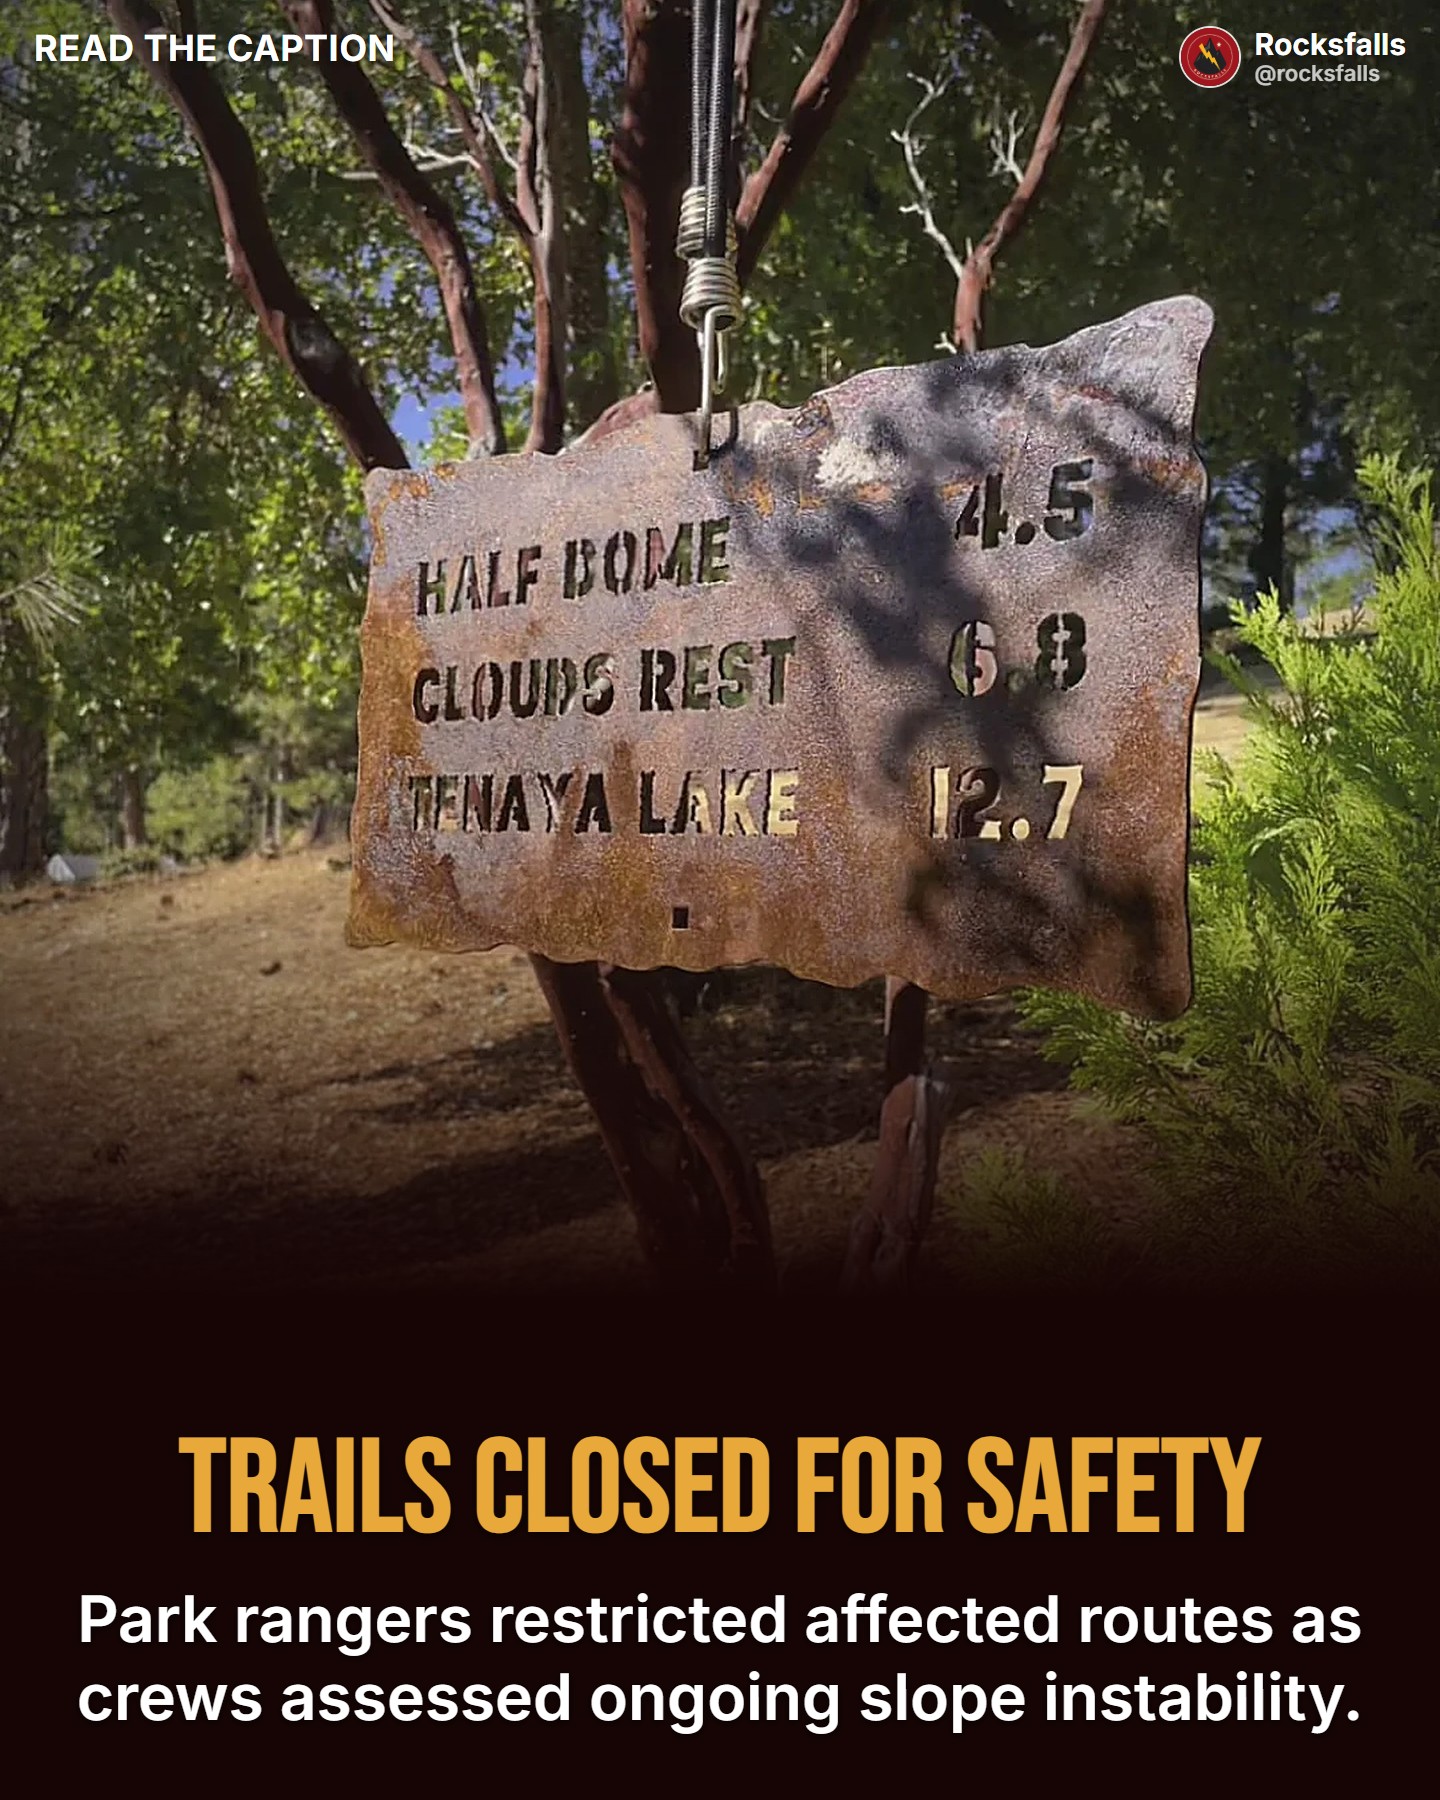 READ THE CAPTION
Rocksfalls
@rocksfalls
HALF DOME 4.5
CLOUDS REST 6.8
TENAYA LAKE 12.7
TRAILS CLOSED FOR SAFETY
Park rangers restricted affected routes as
crews assessed ongoing slope instability.